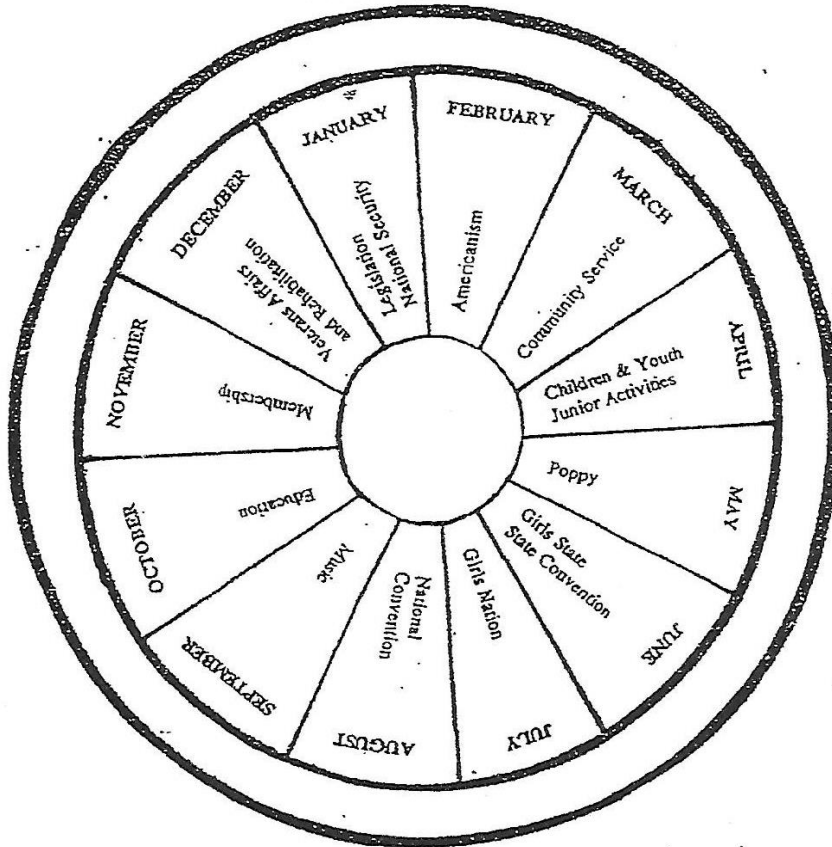 JANUARY
Legislation
National Security
FEBRUARY
Americanism
MARCH
Community Service
APRIL
Children & Youth
Junior Activities
MAY
Poppy
JUNE
Girls State
State Convention
JULY
Girls Nation
AUGUST
National
Convention
SEPTEMBER
Music
OCTOBER
Education
NOVEMBER
Membership
DECEMBER
Veterans Affairs
and Rehabilitation